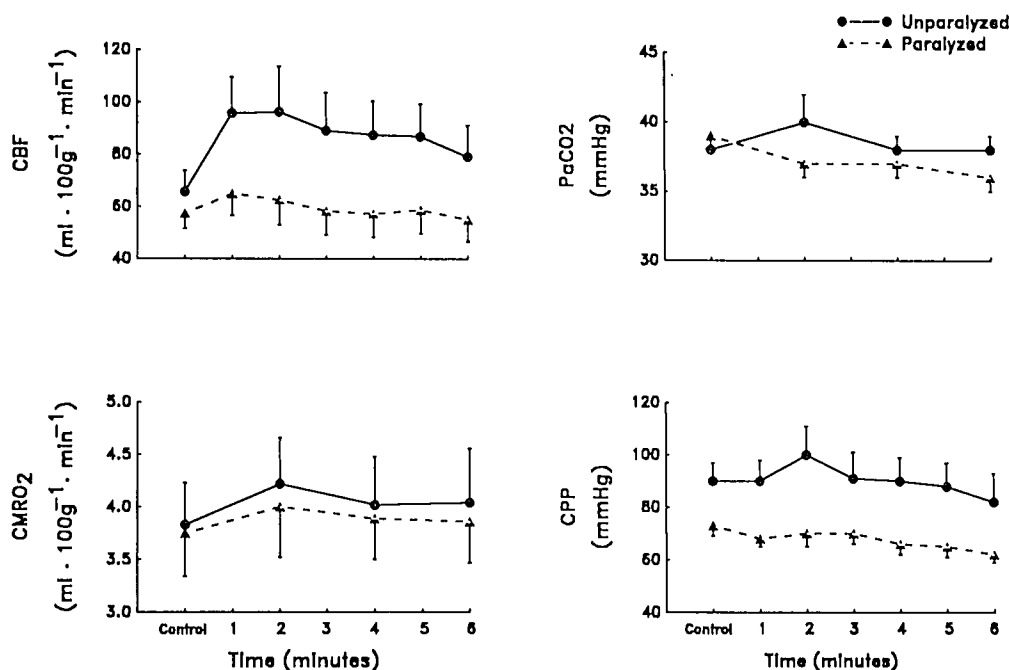 Unparalyzed
Paralyzed
CBF
(ml · 100g⁻¹ · min⁻¹)
120
100
80
60
40
PaCO2
(mmHg)
45
40
35
30
CMRO₂
(ml · 100g⁻¹ · min⁻¹)
5.0
4.5
4.0
3.5
3.0
Control 1 2 3 4 5 6
Time (minutes)
CPP
(mmHg)
120
100
80
60
40
Control 1 2 3 4 5 6
Time (minutes)